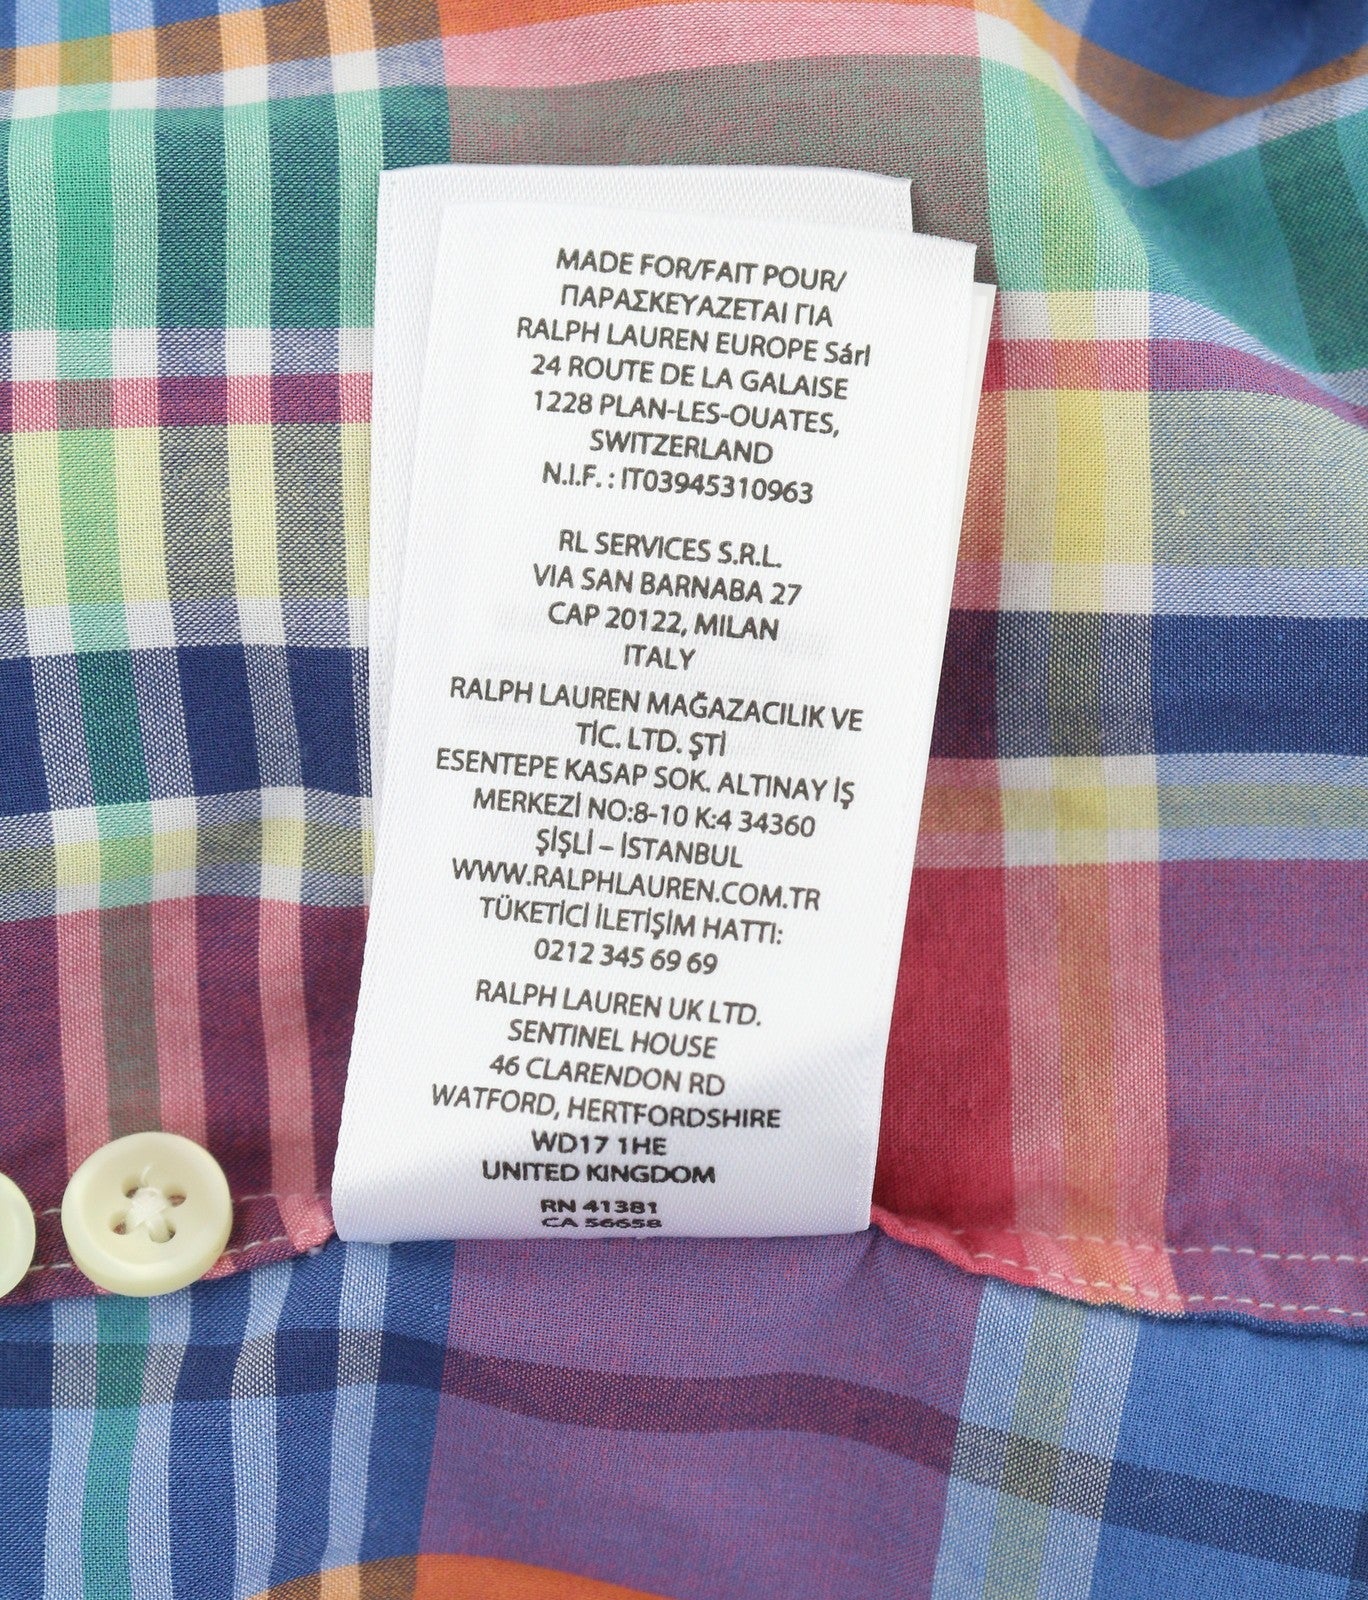 MADE FOR/FAIT POUR/
ΠΑΡΑΣΚΕΥΑΖΕΤΑΙ ΓΙΑ
RALPH LAUREN EUROPE Sárl
24 ROUTE DE LA GALAISE
1228 PLAN-LES-OUATES,
SWITZERLAND
N.I.F. : IT03945310963
RL SERVICES S.R.L.
VIA SAN BARNABA 27
CAP 20122, MILAN
ITALY
RALPH LAUREN MAĞAZACILIK VE
TİC. LTD. ŞTİ
ESENTEPE KASAP SOK. ALTINAY İŞ
MERKEZİ NO:8-10 K:4 34360
ŞİŞLİ – İSTANBUL
WWW.RALPHLAUREN.COM.TR
TÜKETİCİ İLETİŞİM HATTI:
0212 345 69 69
RALPH LAUREN UK LTD.
SENTINEL HOUSE
46 CLARENDON RD
WATFORD, HERTFORDSHIRE
WD17 1HE
UNITED KINGDOM
RN 41381
CA 56658